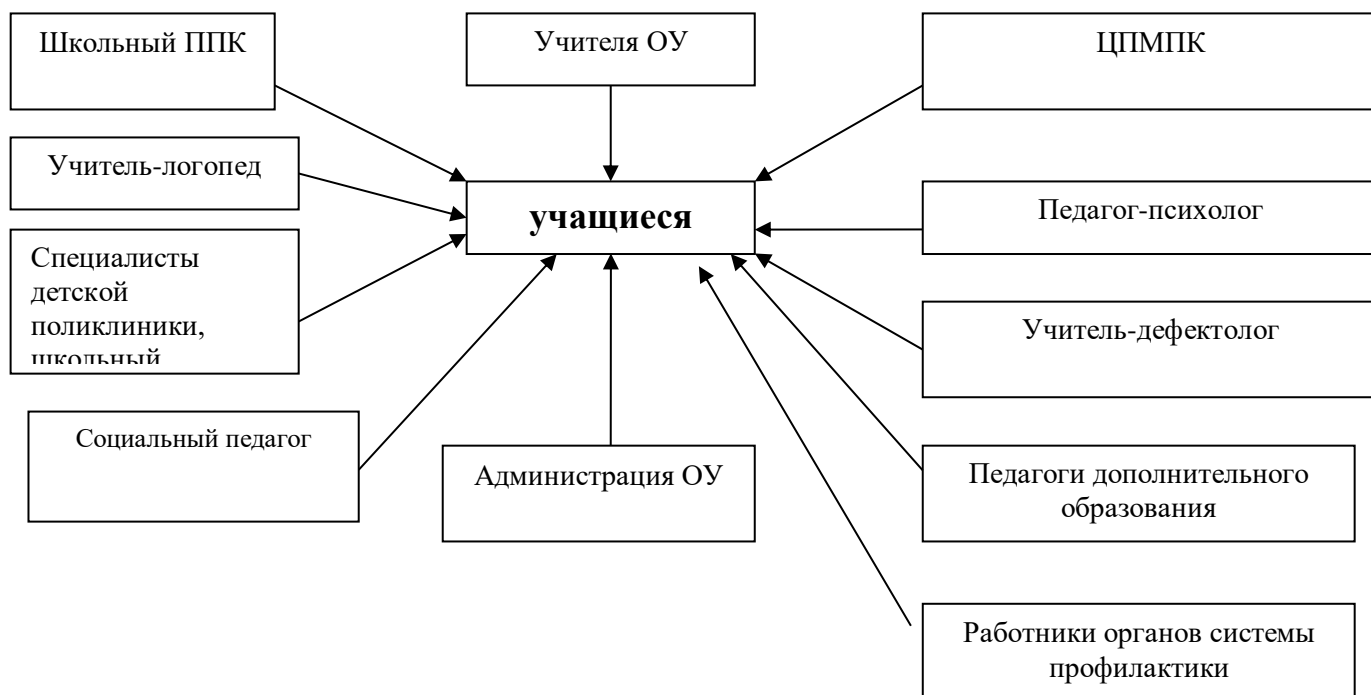 Школьный ППК
Учителя ОУ
ЦПМПК
Учитель-логопед
учащиеся
Педагог-психолог
Специалисты
детской
поликлиники,
школьный
Учитель-дефектолог
Социальный педагог
Администрация ОУ
Педагоги дополнительного
образования
Работники органов системы
профилактики